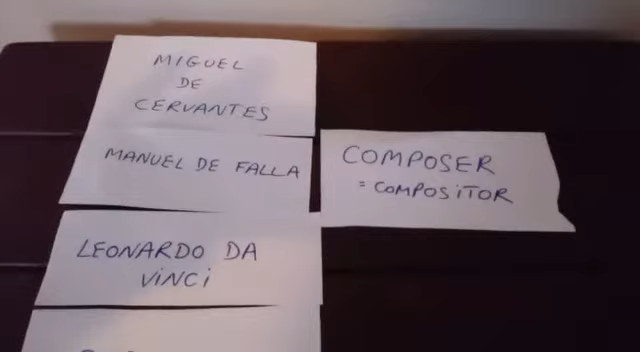 MIGUEL
DE
CERVANTES
MANUEL DE FALLA
COMPOSER
= COMPOSITOR
LEONARDO DA
VINCI